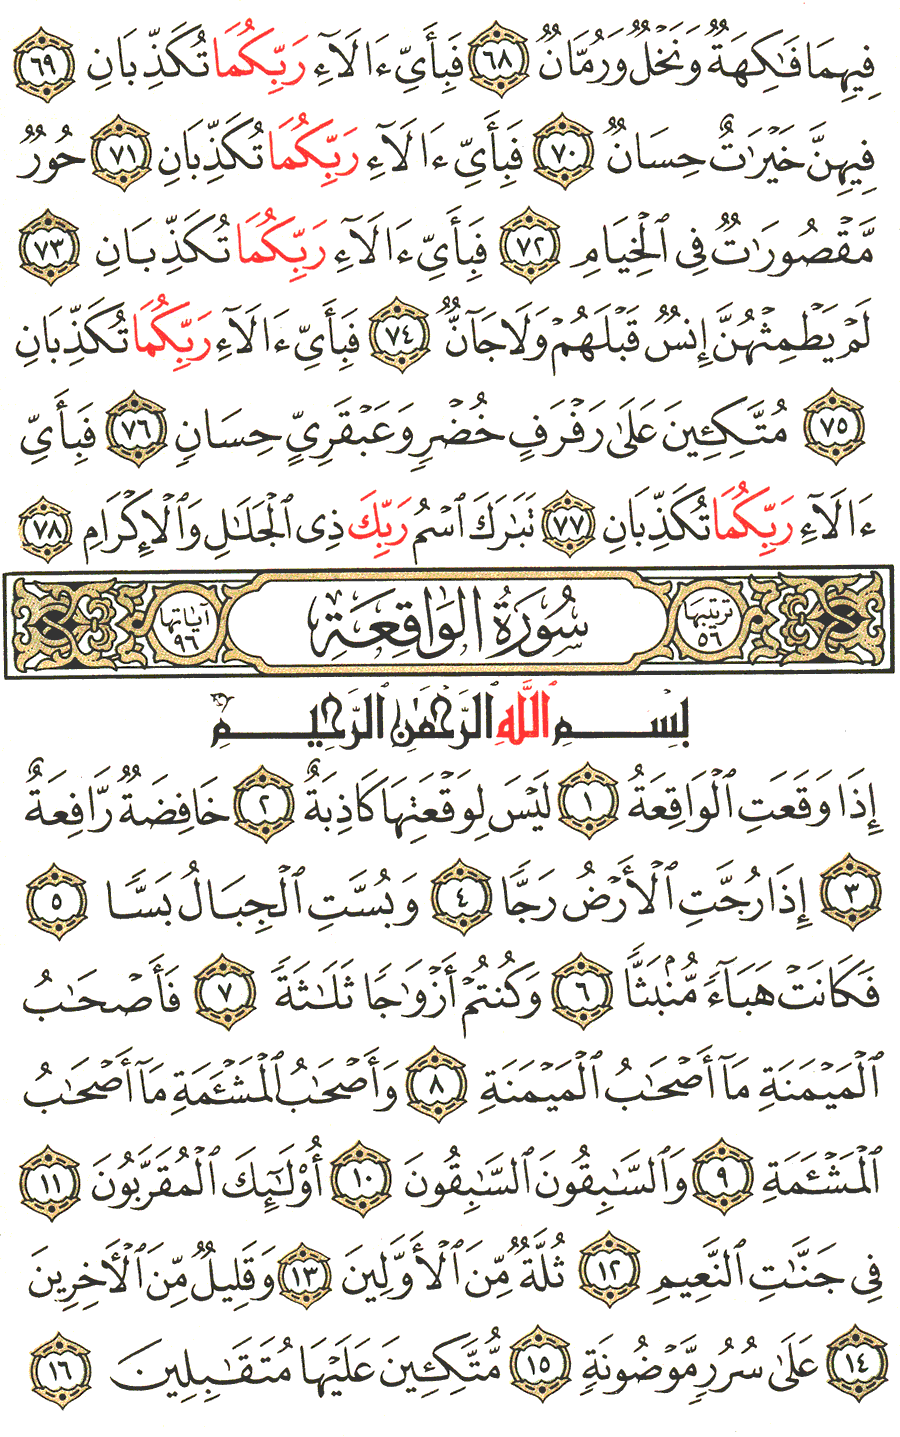 فِيهِمَا فَٰكِهَةٌ وَنَخْلٌ وَرُمَّانٌ ٦٨ فَبِأَيِّ ءَالَآءِ رَبِّكُمَا تُكَذِّبَانِ ٦٩
فِيهِنَّ خَيْرَٰتٌ حِسَانٌ ٧٠ فَبِأَيِّ ءَالَآءِ رَبِّكُمَا تُكَذِّبَانِ ٧١ حُورٌ
مَّقْصُورَٰتٌ فِى ٱلْخِيَامِ ٧٢ فَبِأَيِّ ءَالَآءِ رَبِّكُمَا تُكَذِّبَانِ ٧٣
لَمْ يَطْمِثْهُنَّ إِنسٌ قَبْلَهُمْ وَلَا جَآنٌّ ٧٤ فَبِأَيِّ ءَالَآءِ رَبِّكُمَا تُكَذِّبَانِ
٧٥ مُتَّكِـِٔينَ عَلَىٰ رَفْرَفٍ خُضْرٍ وَعَبْقَرِىٍّ حِسَانٍ ٧٦ فَبِأَيِّ
ءَالَآءِ رَبِّكُمَا تُكَذِّبَانِ ٧٧ تَبَٰرَكَ ٱسْمُ رَبِّكَ ذِى ٱلْجَلَٰلِ وَٱلْإِكْرَامِ ٧٨
ترتيبها ٥٦ سُورَةُ الوَاقِعَةِ آياتها ٩٦
بِسْمِ ٱللَّهِ ٱلرَّحْمَٰنِ ٱلرَّحِيمِ
إِذَا وَقَعَتِ ٱلْوَاقِعَةُ ١ لَيْسَ لِوَقْعَتِهَا كَاذِبَةٌ ٢ خَافِضَةٌ رَّافِعَةٌ
٣ إِذَا رُجَّتِ ٱلْأَرْضُ رَجًّا ٤ وَبُسَّتِ ٱلْجِبَالُ بَسًّا ٥
فَكَانَتْ هَبَآءً مُّنۢبَثًّا ٦ وَكُنتُمْ أَزْوَٰجًا ثَلَٰثَةً ٧ فَأَصْحَٰبُ
ٱلْمَيْمَنَةِ مَآ أَصْحَٰبُ ٱلْمَيْمَنَةِ ٨ وَأَصْحَٰبُ ٱلْمَشْـَٔمَةِ مَآ أَصْحَٰبُ
ٱلْمَشْـَٔمَةِ ٩ وَٱلسَّٰبِقُونَ ٱلسَّٰبِقُونَ ١٠ أُو۟لَٰٓئِكَ ٱلْمُقَرَّبُونَ ١١
فِى جَنَّٰتِ ٱلنَّعِيمِ ١٢ ثُلَّةٌ مِّنَ ٱلْأَوَّلِينَ ١٣ وَقَلِيلٌ مِّنَ ٱلْأَخِرِينَ
١٤ عَلَىٰ سُرُرٍ مَّوْضُونَةٍ ١٥ مُّتَّكِـِٔينَ عَلَيْهَا مُتَقَٰبِلِينَ ١٦